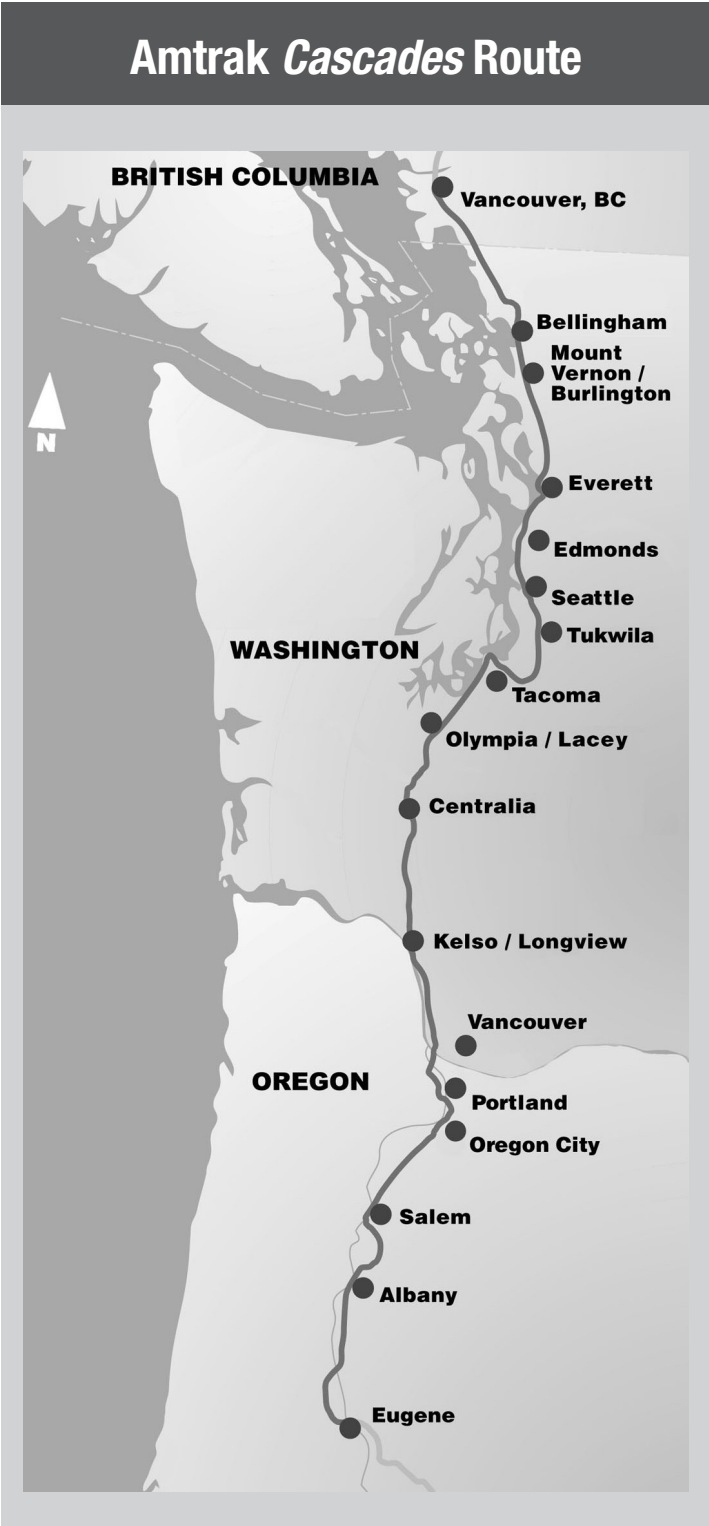 Amtrak Cascades Route
BRITISH COLUMBIA
Vancouver, BC
Bellingham
Mount
Vernon /
Burlington
N
Everett
Edmonds
Seattle
Tukwila
WASHINGTON
Tacoma
Olympia / Lacey
Centralia
Kelso / Longview
Vancouver
OREGON
Portland
Oregon City
Salem
Albany
Eugene